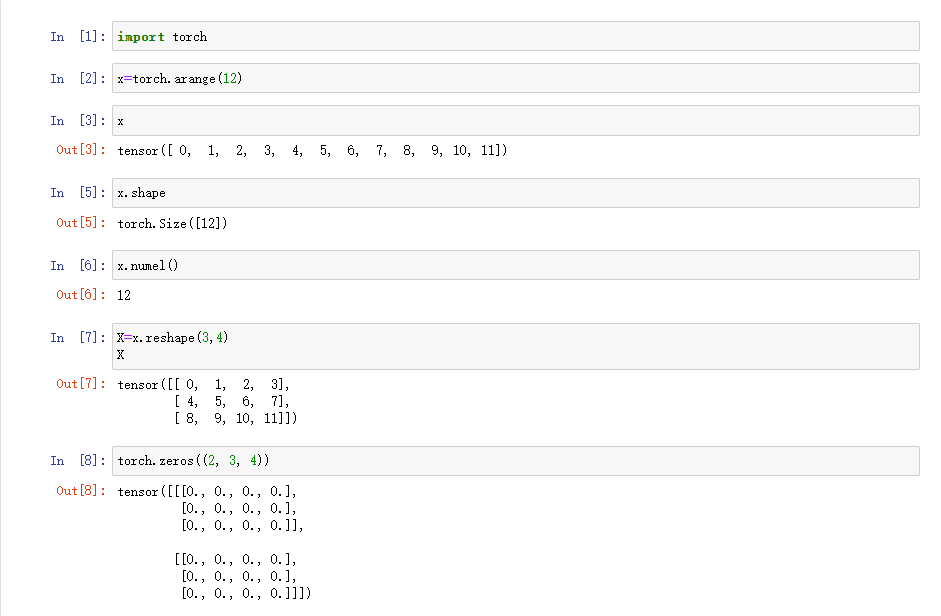 In [1]: import torch
In [2]: x=torch.arange(12)
In [3]: x
Out[3]: tensor([ 0,  1,  2,  3,  4,  5,  6,  7,  8,  9, 10, 11])
In [5]: x.shape
Out[5]: torch.Size([12])
In [6]: x.numel()
Out[6]: 12
In [7]: X=x.reshape(3,4)
X
Out[7]: tensor([[ 0,  1,  2,  3],
[ 4,  5,  6,  7],
[ 8,  9, 10, 11]])
In [8]: torch.zeros((2, 3, 4))
Out[8]: tensor([[[0., 0., 0., 0.],
[0., 0., 0., 0.],
[0., 0., 0., 0.]],
[[0., 0., 0., 0.],
[0., 0., 0., 0.],
[0., 0., 0., 0.]]])